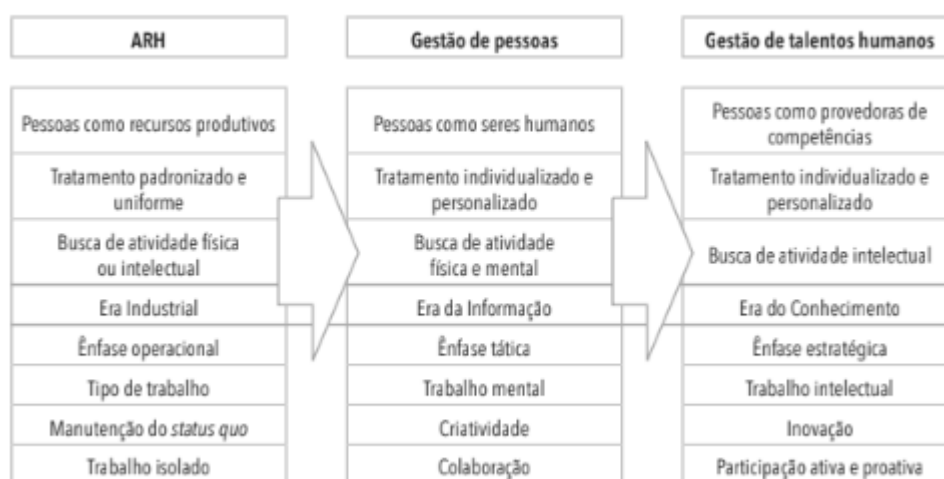 ARH
Pessoas como recursos produtivos
Tratamento padronizado e
uniforme
Busca de atividade física
ou intelectual
Era Industrial
Ênfase operacional
Tipo de trabalho
Manutenção do status quo
Trabalho isolado
Gestão de pessoas
Pessoas como seres humanos
Tratamento individualizado e
personalizado
Busca de atividade
física e mental
Era da Informação
Ênfase tática
Trabalho mental
Criatividade
Colaboração
Gestão de talentos humanos
Pessoas como provedoras de
competências
Tratamento individualizado e
personalizado
Busca de atividade intelectual
Era do Conhecimento
Ênfase estratégica
Trabalho intelectual
Inovação
Participação ativa e proativa